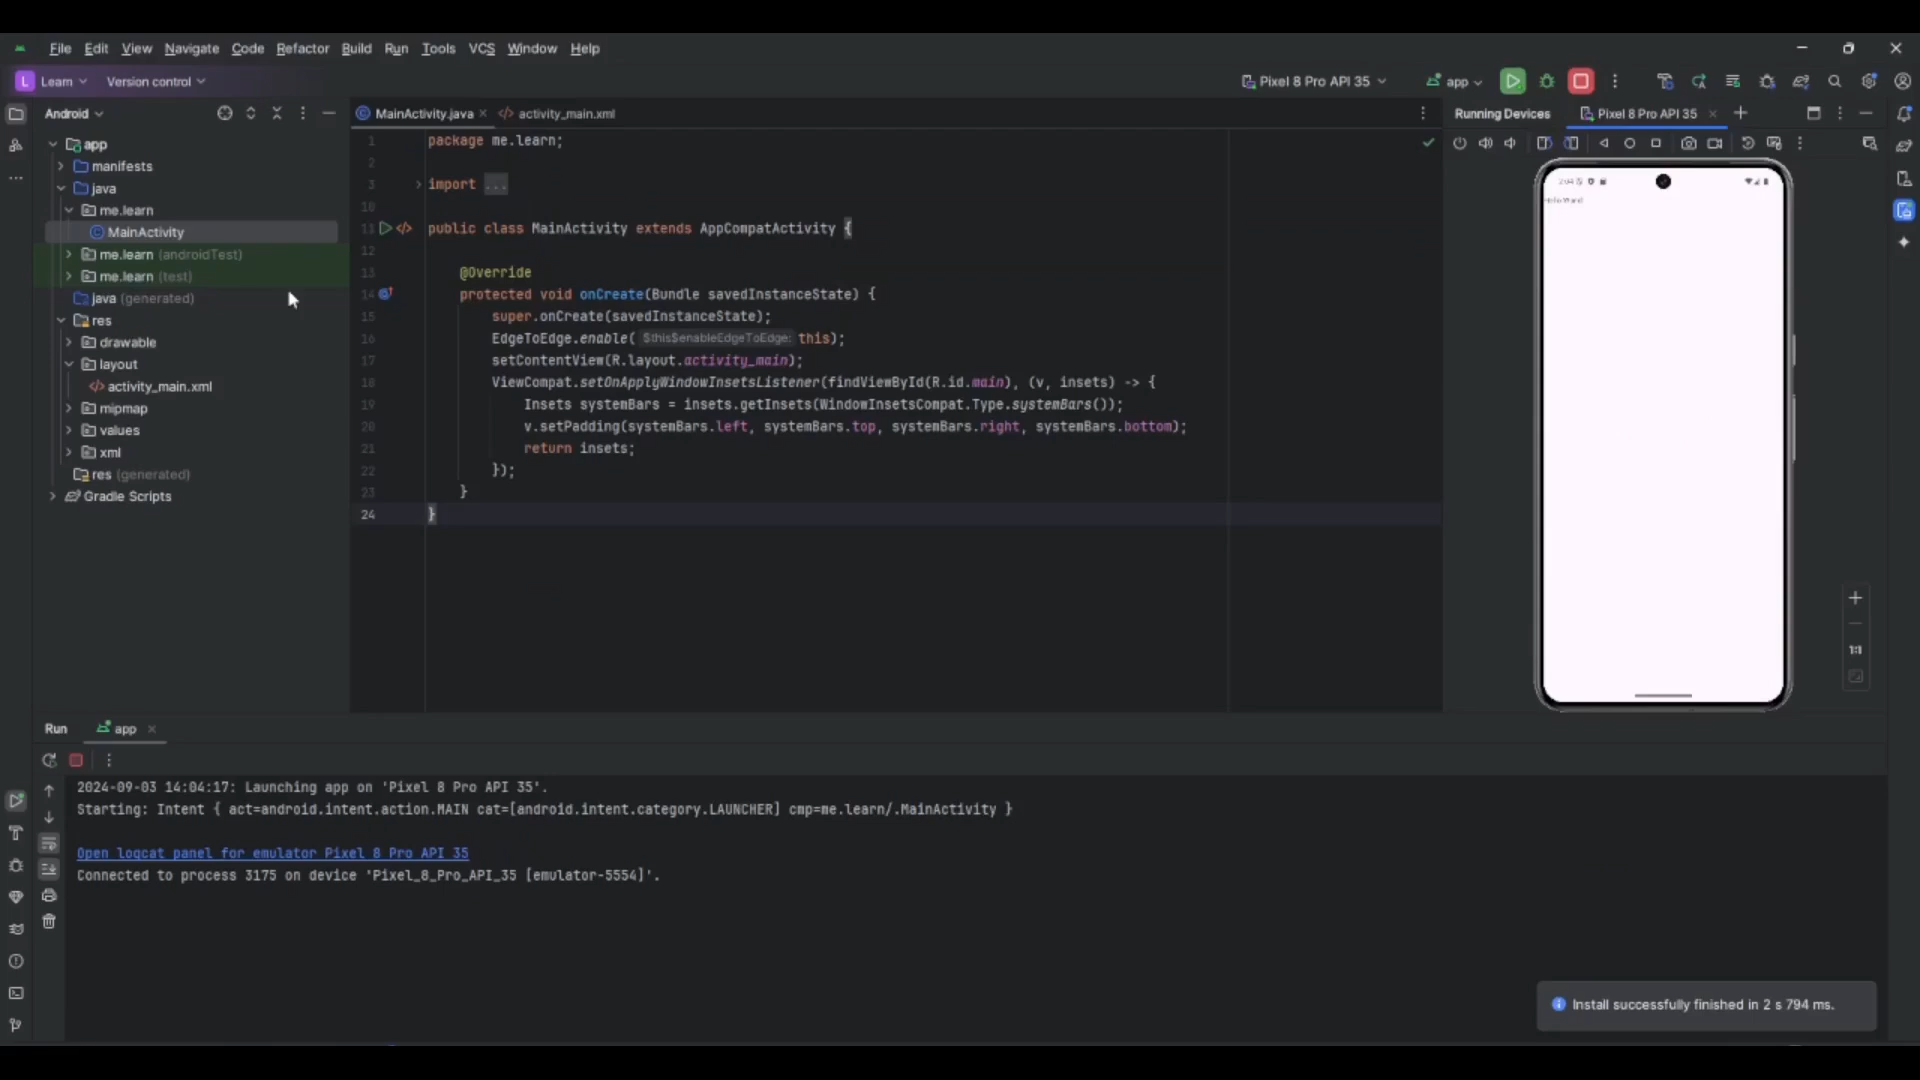 File Edit View Navigate Code Refactor Build Run Tools VCS Window Help
L Learn Version control Pixel 8 Pro API 35 app
Android MainActivity.java activity_main.xml Running Devices Pixel 8 Pro API 35
app
manifests
java
me.learn
MainActivity
me.learn (androidTest)
me.learn (test)
java (generated)
res
drawable
layout
activity_main.xml
mipmap
values
xml
res (generated)
Gradle Scripts
1 package me.learn;
2
3 import ...
10
11 public class MainActivity extends AppCompatActivity {
12
13 @Override
14 protected void onCreate(Bundle savedInstanceState) {
15 super.onCreate(savedInstanceState);
16 EdgeToEdge.enable( $this$enableEdgeToEdge: this);
17 setContentView(R.layout.activity_main);
18 ViewCompat.setOnApplyWindowInsetsListener(findViewById(R.id.main), (v, insets) -> {
19 Insets systemBars = insets.getInsets(WindowInsetsCompat.Type.systemBars());
20 v.setPadding(systemBars.left, systemBars.top, systemBars.right, systemBars.bottom);
21 return insets;
22 });
23 }
24 }
2:04
Hello World!
1:1
Run app
2024-09-03 14:04:17: Launching app on 'Pixel 8 Pro API 35'.
Starting: Intent { act=android.intent.action.MAIN cat=[android.intent.category.LAUNCHER] cmp=me.learn/.MainActivity }
Open logcat panel for emulator Pixel 8 Pro API 35
Connected to process 3175 on device 'Pixel_8_Pro_API_35 [emulator-5554]'.
Install successfully finished in 2 s 794 ms.